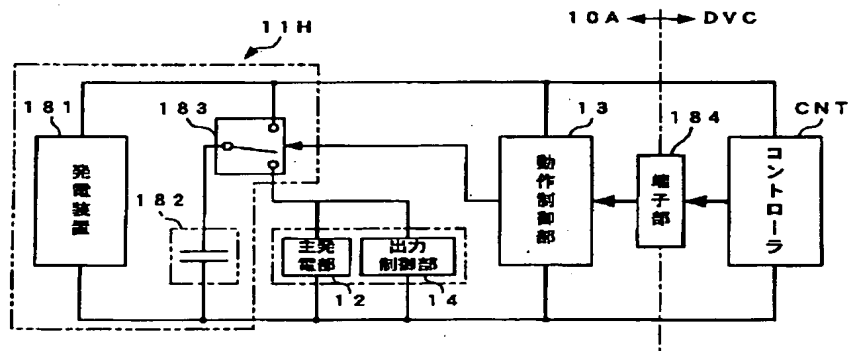 11H
10A
DVC
181
発電装置
183
182
主発電部
12
出力制御部
14
13
動作制御部
184
端子部
CNT
コントローラ